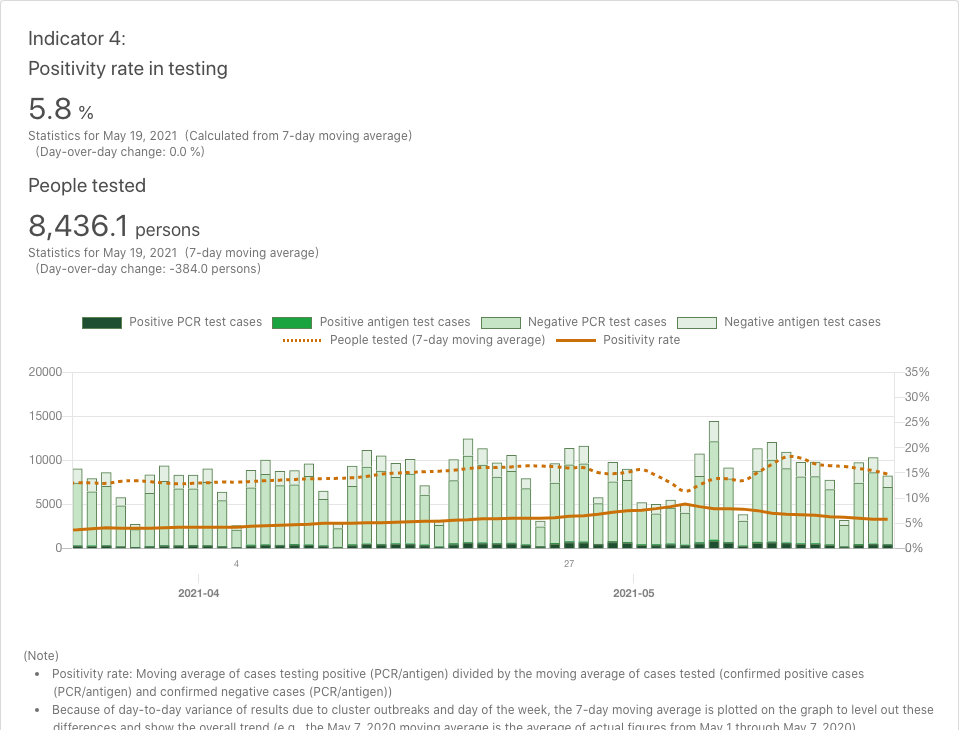 Indicator 4:
Positivity rate in testing
5.8 %
Statistics for May 19, 2021 (Calculated from 7-day moving average)
(Day-over-day change: 0.0 %)
People tested
8,436.1 persons
Statistics for May 19, 2021 (7-day moving average)
(Day-over-day change: -384.0 persons)
Positive PCR test cases Positive antigen test cases Negative PCR test cases Negative antigen test cases
People tested (7-day moving average) Positivity rate
20000 35%
30%
15000 25%
20%
10000 15%
10%
5000 5%
0 0%
4 27
2021-04 2021-05
(Note)
• Positivity rate: Moving average of cases testing positive (PCR/antigen) divided by the moving average of cases tested (confirmed positive cases
(PCR/antigen) and confirmed negative cases (PCR/antigen))
• Because of day-to-day variance of results due to cluster outbreaks and day of the week, the 7-day moving average is plotted on the graph to level out these
differences and show the overall trend (e.g., the May 7, 2020 moving average is the average of actual figures from May 1 through May 7, 2020)